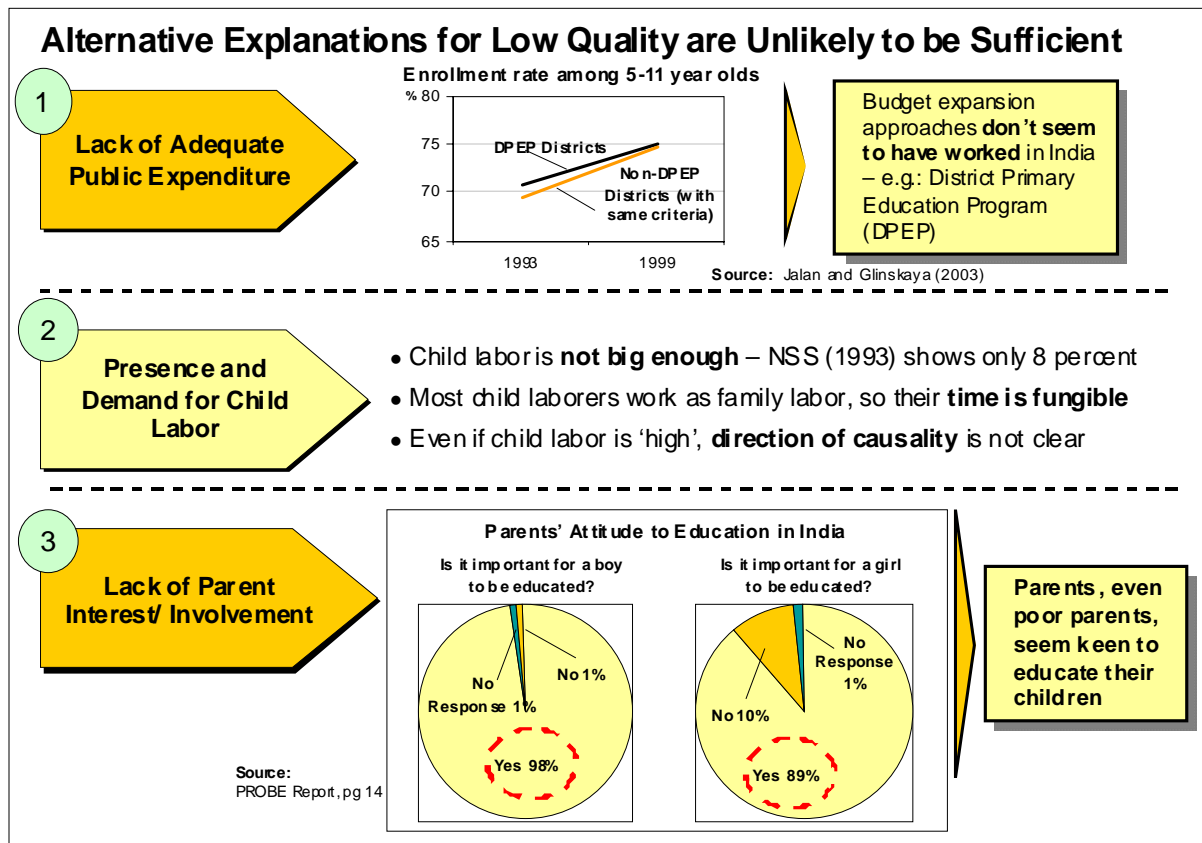 Alternative Explanations for Low Quality are Unlikely to be Sufficient
1
Lack of Adequate
Public Expenditure
Enrollment rate among 5-11 year olds
%
80
75
70
65
DPEP Districts
Non-DPEP
Districts (with
same criteria)
1993
1999
Source: Jalan and Glinskaya (2003)
Budget expansion
approaches don't seem
to have worked in India
– e.g.: District Primary
Education Program
(DPEP)
2
Presence and
Demand for Child
Labor
• Child labor is not big enough – NSS (1993) shows only 8 percent
• Most child laborers work as family labor, so their time is fungible
• Even if child labor is ‘high’, direction of causality is not clear
3
Lack of Parent
Interest/ Involvement
Parents’ Attitude to Education in India
Is it important for a boy
to be educated?
No
Response 1%
No 1%
Yes 98%
Is it important for a girl
to be educated?
No
Response
1%
No 10%
Yes 89%
Source:
PROBE Report, pg 14
Parents, even
poor parents,
seem keen to
educate their
children